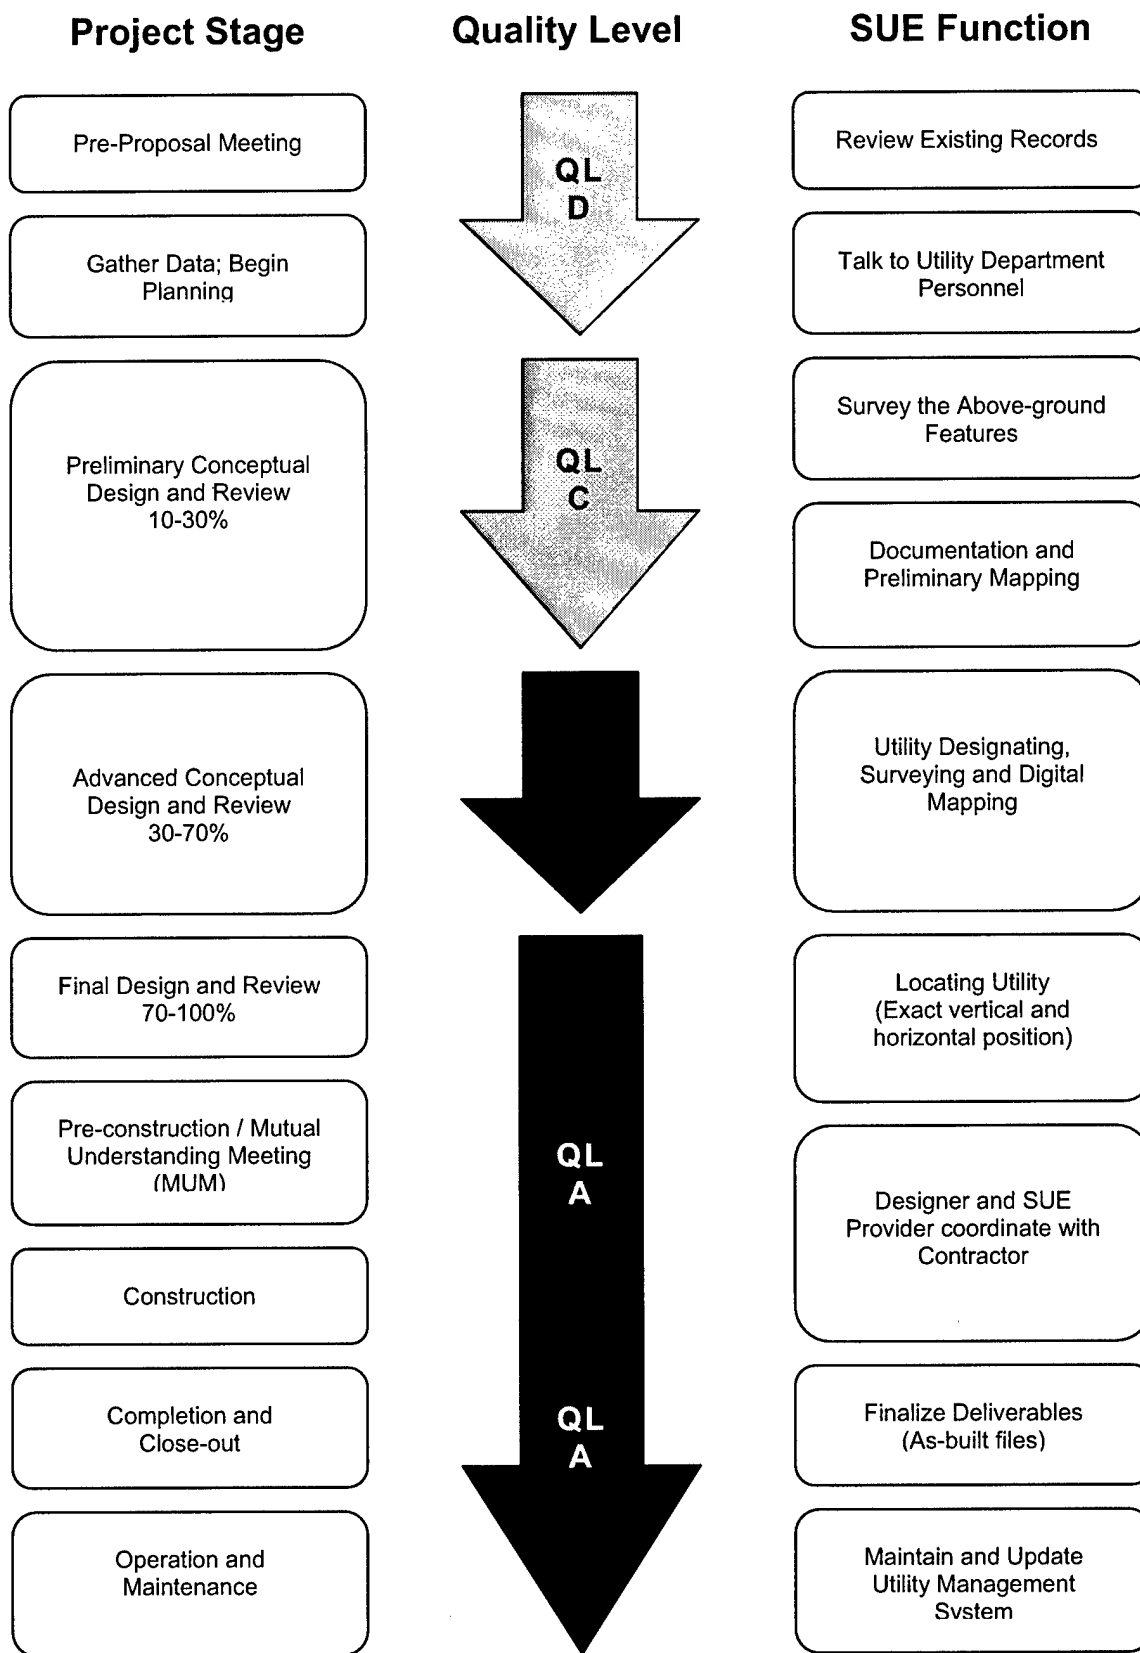 Project Stage
Quality Level
SUE Function
Pre-Proposal Meeting
QL
D
Review Existing Records
Gather Data; Begin
Planning
Talk to Utility Department
Personnel
Preliminary Conceptual
Design and Review
10-30%
QL
C
Survey the Above-ground
Features
Documentation and
Preliminary Mapping
Advanced Conceptual
Design and Review
30-70%
Utility Designating,
Surveying and Digital
Mapping
Final Design and Review
70-100%
Locating Utility
(Exact vertical and
horizontal position)
Pre-construction / Mutual
Understanding Meeting
(MUM)
QL
A
Designer and SUE
Provider coordinate with
Contractor
Construction
Completion and
Close-out
QL
A
Finalize Deliverables
(As-built files)
Operation and
Maintenance
Maintain and Update
Utility Management
System